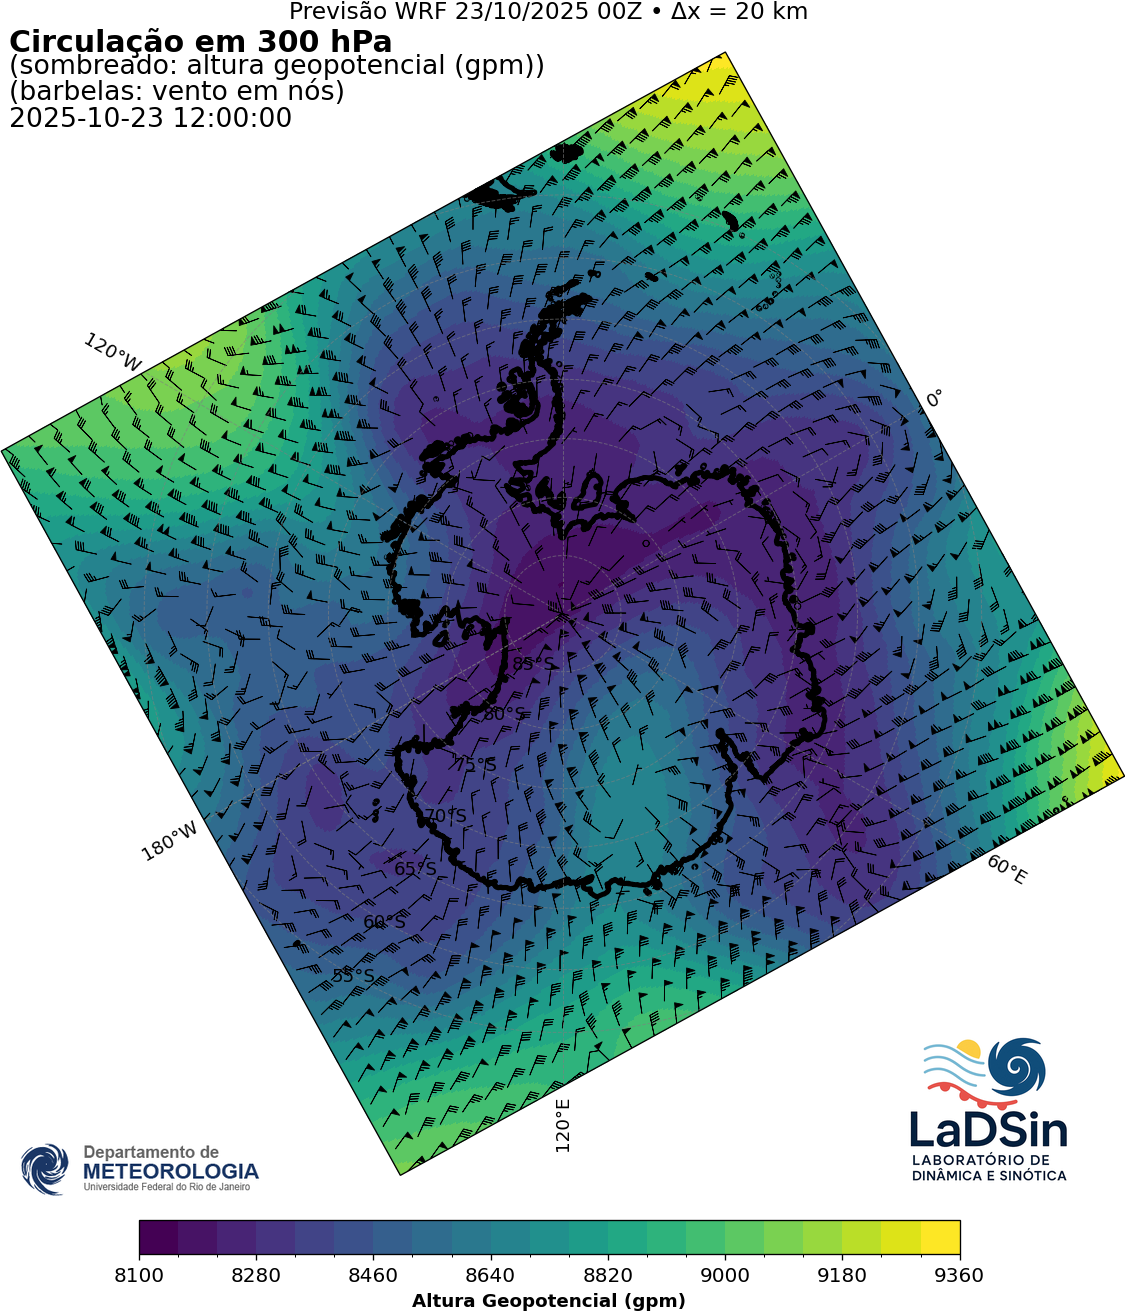 Previsão WRF 23/10/2025 00Z • Δx = 20 km
Circulação em 300 hPa
(sombreado: altura geopotencial (gpm))
(barbelas: vento em nós)
2025-10-23 12:00:00
120°W
0°
85°S
80°S
75°S
70°S
180°W
65°S
60°E
60°S
55°S
120°E
LaDSin
LABORATÓRIO DE
DINÂMICA E SINÓTICA
Departamento de
METEOROLOGIA
Universidade Federal do Rio de Janeiro
8100 8280 8460 8640 8820 9000 9180 9360
Altura Geopotencial (gpm)